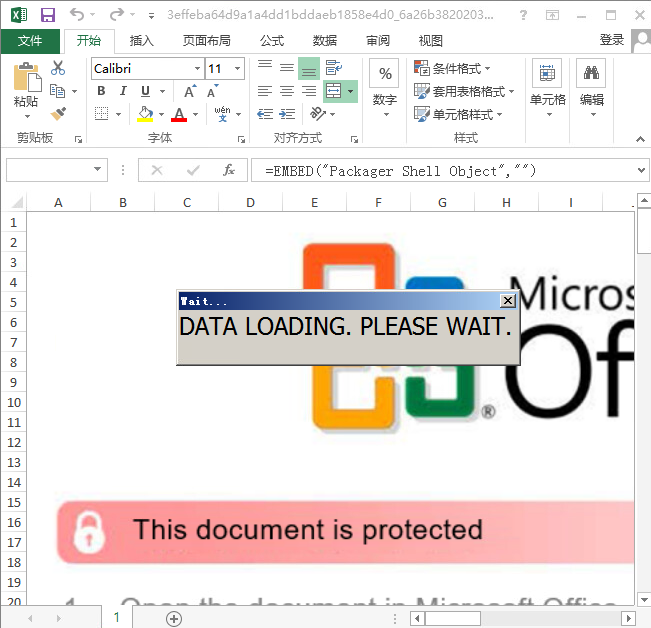 3effeba64d9a1a4dd1bddaeb1858e4d0_6a26b3820203...
文件 开始 插入 页面布局 公式 数据 审阅 视图 登录
Calibri 11
粘贴 B I U A A 数字 条件格式 单元格 编辑
% 套用表格格式
A wén 文 单元格样式
剪贴板 字体 对齐方式 样式
fx =EMBED("Packager Shell Object","")
A B C D E F G H I
1
2
3
4
5
6
7
8
9
10
11
12
13
14
15
16
17
18
19
20
Wait...
DATA LOADING. PLEASE WAIT.
Micros
Of
®
This document is protected
1. Open the document in Microsoft Office
1